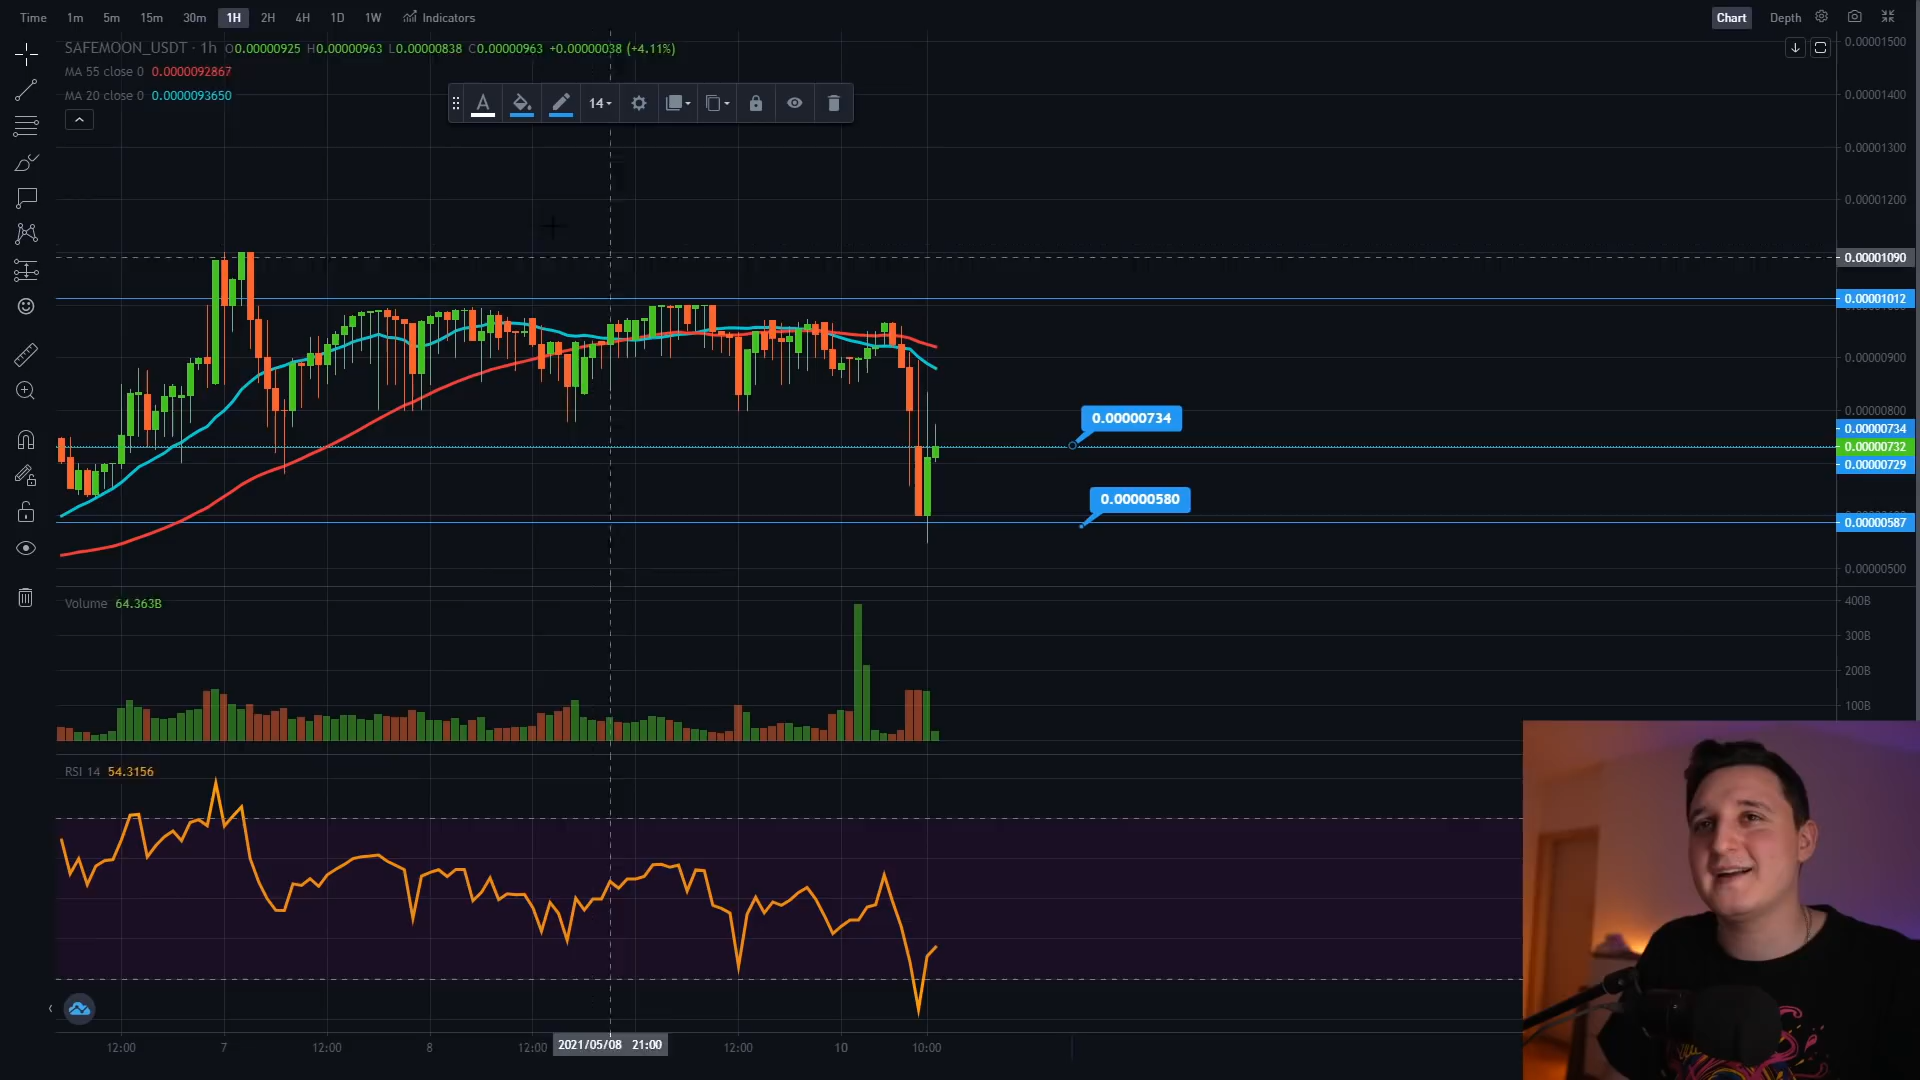 Time 1m 5m 15m 30m 1H 2H 4H 1D 1W Indicators Chart Depth
SAFEMOON_USDT · 1h O0.00000925 H0.00000963 L0.00000838 C0.00000963 +0.00000038 (+4.11%)
MA 55 close 0 0.0000092867
MA 20 close 0 0.0000093650
A 14
0.00001500
0.00001400
0.00001300
0.00001200
0.00001090
0.00001012
0.00000900
0.00000800
0.00000734
0.00000734
0.00000732
0.00000729
0.00000580
0.00000587
0.00000500
Volume 64.363B
400B
300B
200B
100B
RSI 14 54.3156
12:00 7 12:00 8 12:00 2021/05/08 21:00 12:00 10 10:00